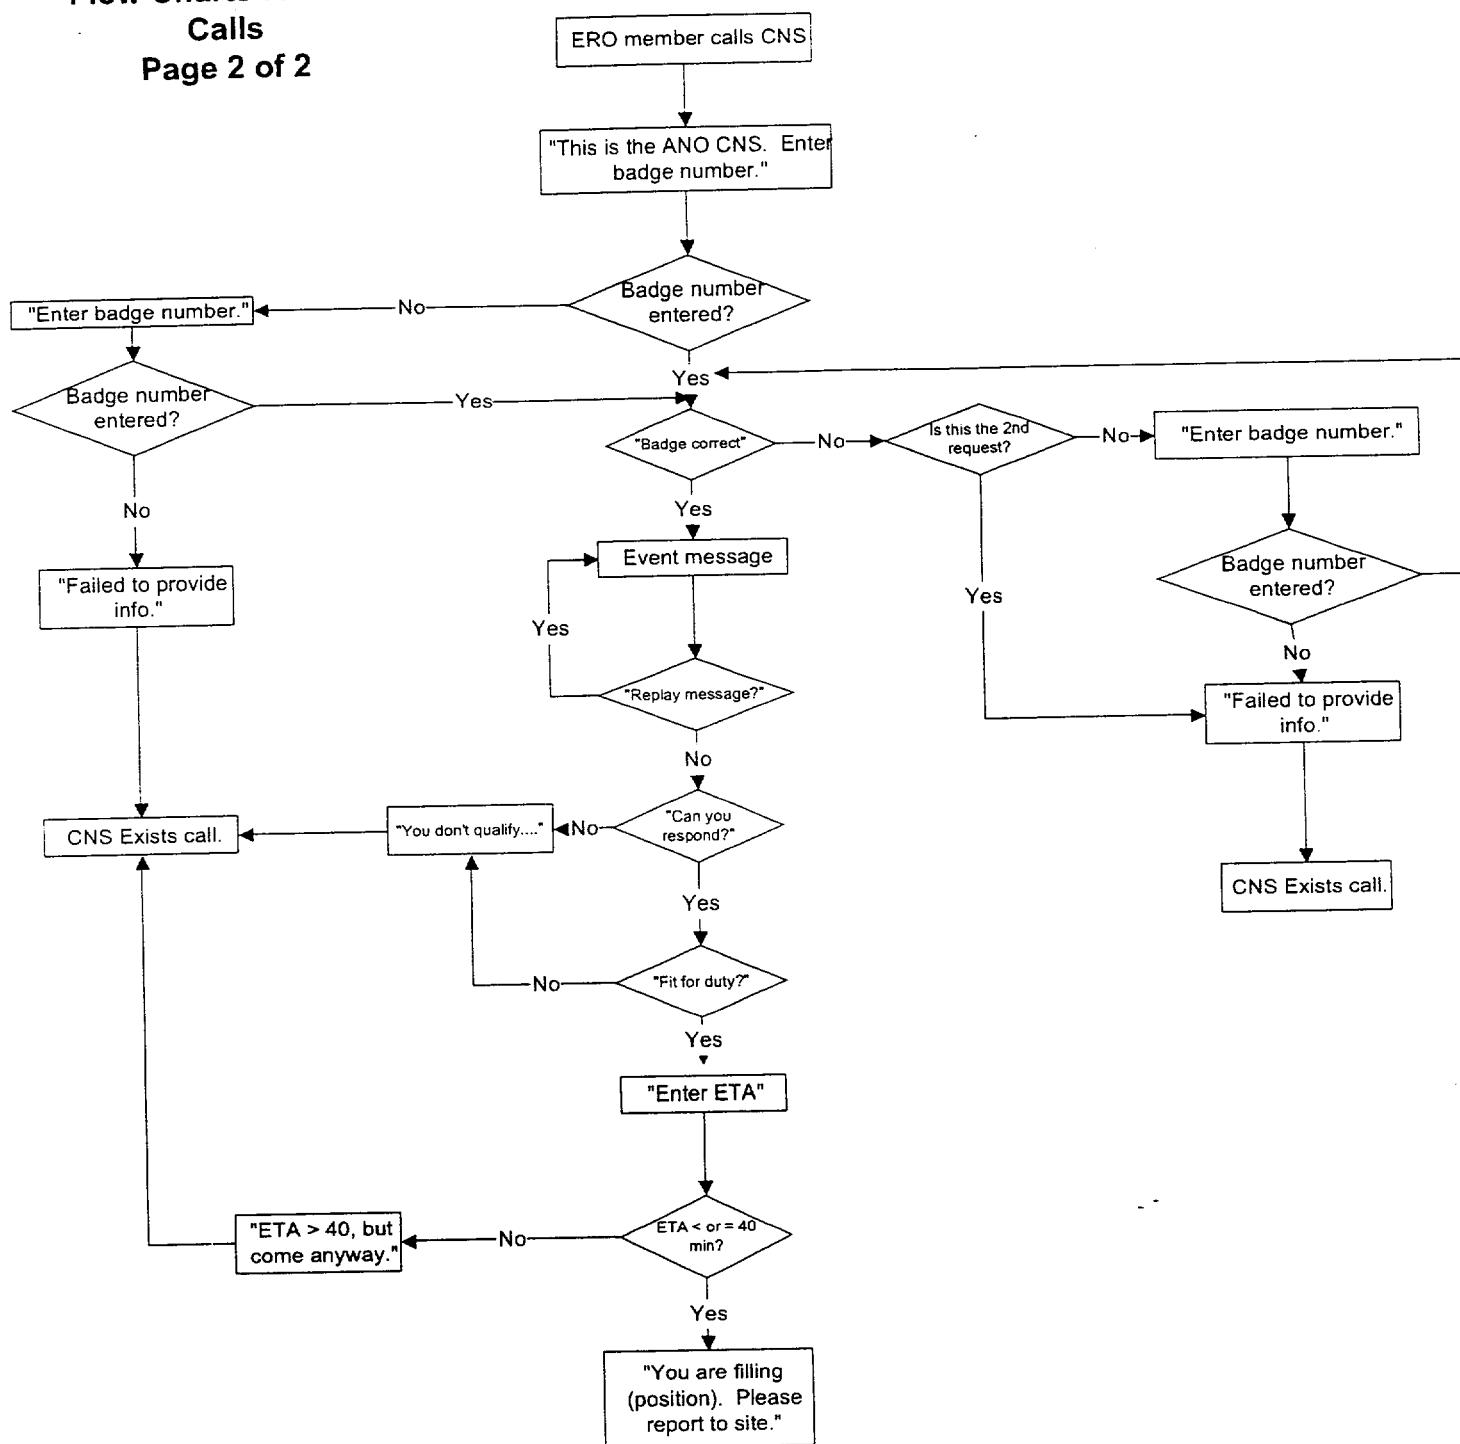 Charts
Calls
Page 2 of 2
ERO member calls CNS
"This is the ANO CNS. Enter
badge number."
Badge number
entered?
No
"Enter badge number."
Yes
Badge number
entered?
Yes
"Badge correct"
No
Is this the 2nd
request?
No
"Enter badge number."
No
Yes
Event message
Badge number
entered?
"Failed to provide
info."
Yes
Yes
No
"Replay message?"
"Failed to provide
info."
No
"Can you
respond?"
No
"You don't qualify...."
CNS Exists call.
CNS Exists call.
Yes
"Fit for duty?"
No
Yes
"Enter ETA"
ETA < or = 40
min?
No
"ETA > 40, but
come anyway."
Yes
"You are filling
(position). Please
report to site."